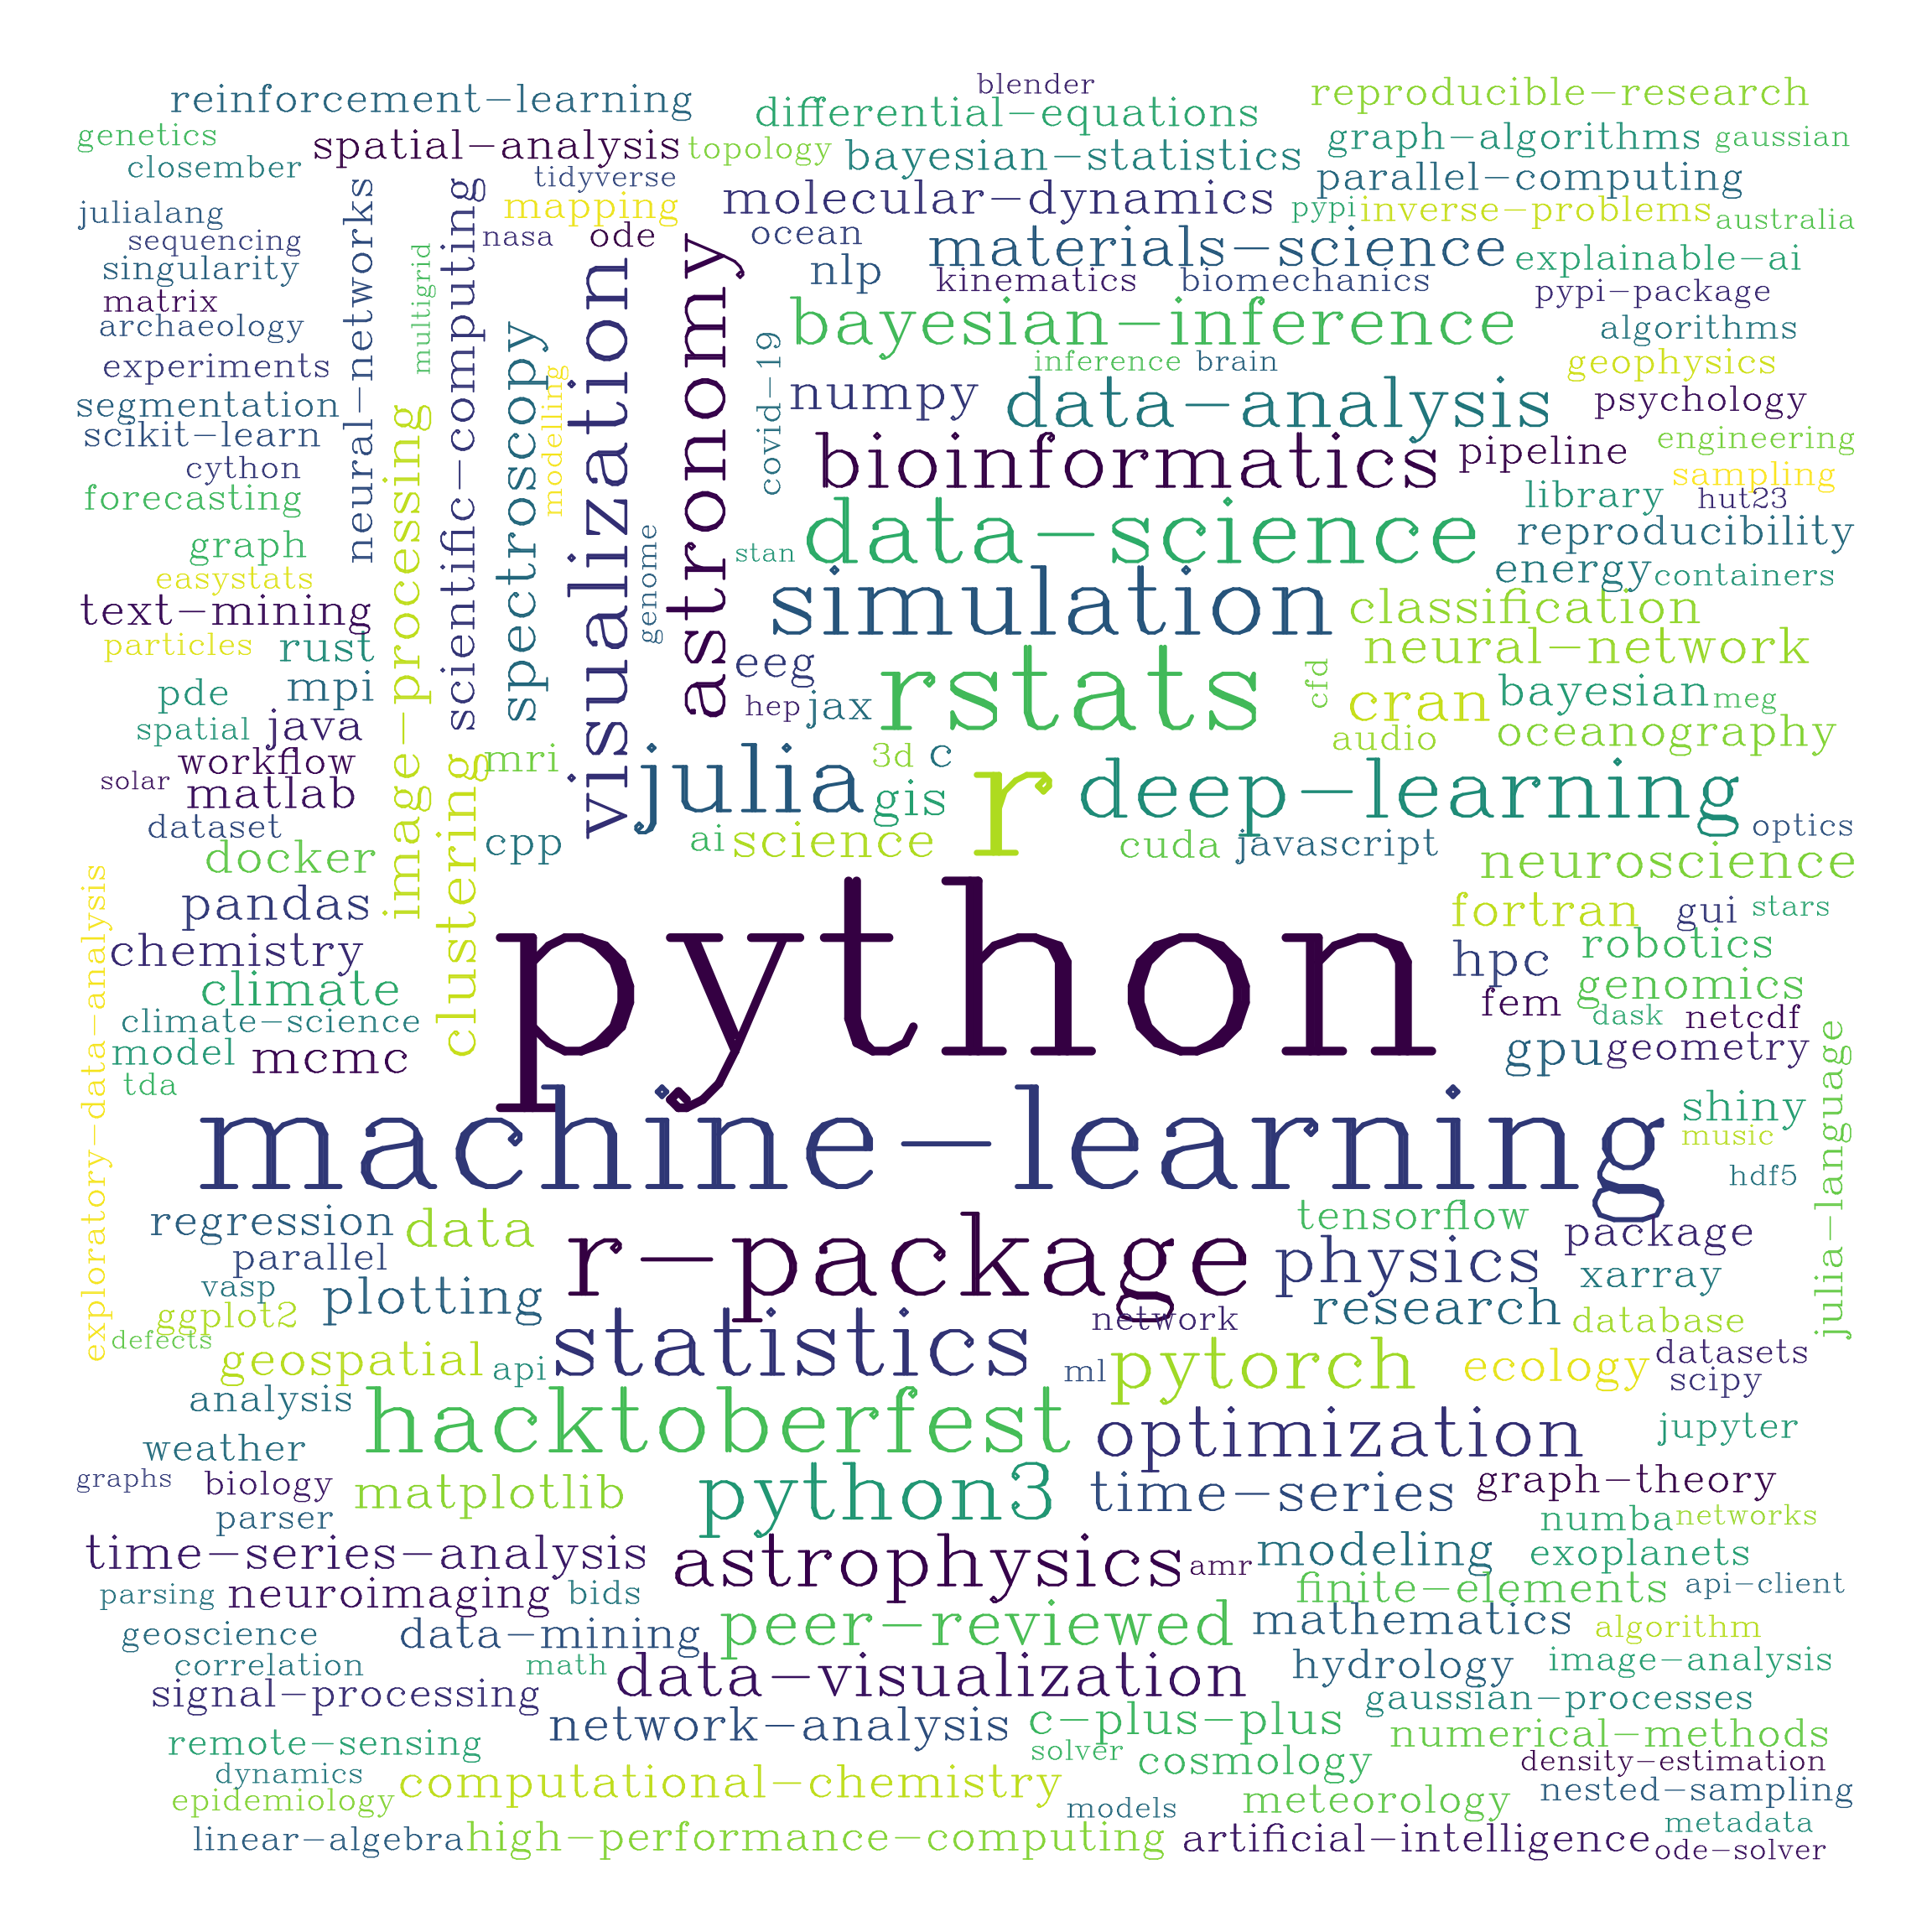 blender
reinforcement-learning
differential-equations
reproducible-research
genetics
spatial-analysis
topology
bayesian-statistics
graph-algorithms
gaussian
closember
tidyverse
parallel-computing
julialang
neural-networks
scientific-computing
mapping
molecular-dynamics
pypi
inverse-problems
australia
sequencing
nasa
ode
ocean
materials-science
explainable-ai
singularity
multigrid
visualization
astronomy
nlp
kinematics
biomechanics
pypi-package
matrix
archaeology
spectroscopy
bayesian-inference
algorithms
experiments
modelling
covid-19
inference
brain
geophysics
segmentation
image-processing
numpy
data-analysis
psychology
scikit-learn
bioinformatics
pipeline
engineering
cython
sampling
forecasting
data-science
library
hut23
graph
genome
stan
reproducibility
easystats
simulation
energy
containers
text-mining
classification
particles
rust
eeg
rstats
cfd
neural-network
pde
mpi
hep
jax
cran
bayesian
meg
spatial
java
audio
oceanography
workflow
clustering
mri
julia
3d
c
r
deep-learning
solar
matlab
gis
dataset
cpp
ai
science
cuda
javascript
optics
docker
neuroscience
exploratory-data-analysis
pandas
python
fortran
gui
stars
chemistry
hpc
robotics
climate
fem
genomics
climate-science
dask
netcdf
model
mcmc
gpu
geometry
julia-language
tda
machine-learning
shiny
music
hdf5
regression
data
r-package
tensorflow
package
parallel
physics
vasp
plotting
xarray
ggplot2
network
research
database
defects
statistics
geospatial
api
ml
pytorch
ecology
datasets
scipy
analysis
hacktoberfest
optimization
jupyter
weather
graphs
biology
matplotlib
python3
time-series
graph-theory
parser
numba
networks
time-series-analysis
astrophysics
amr
modeling
exoplanets
parsing
neuroimaging
bids
finite-elements
api-client
geoscience
data-mining
peer-reviewed
mathematics
algorithm
correlation
math
data-visualization
hydrology
image-analysis
signal-processing
gaussian-processes
network-analysis
c-plus-plus
numerical-methods
remote-sensing
solver
cosmology
density-estimation
dynamics
computational-chemistry
nested-sampling
epidemiology
models
meteorology
metadata
linear-algebra
high-performance-computing
artificial-intelligence
ode-solver